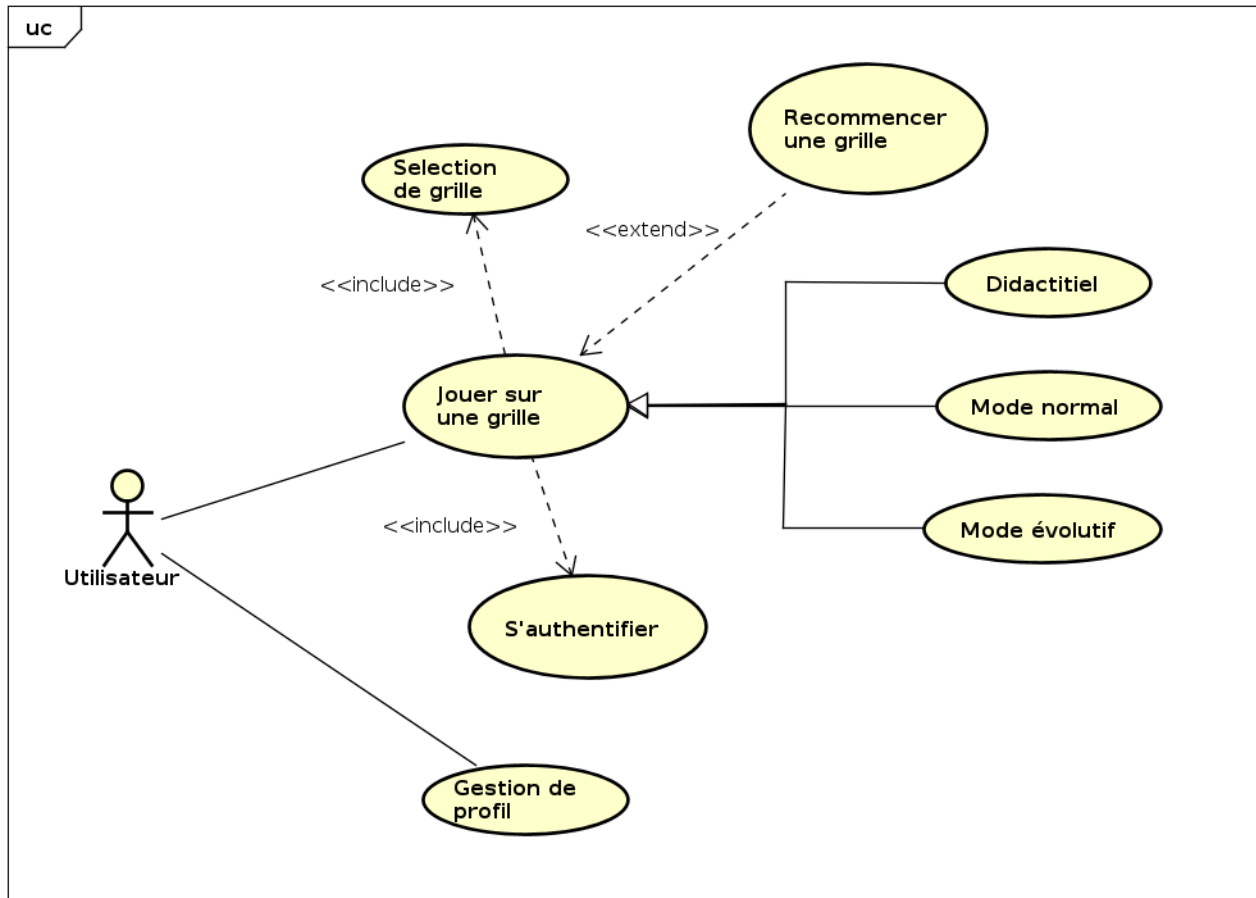 uc
Recommencer
une grille
Selection
de grille
<<extend>>
<<include>>
Didactitiel
Jouer sur
une grille
Mode normal
<<include>>
Mode évolutif
Utilisateur
S'authentifier
Gestion de
profil